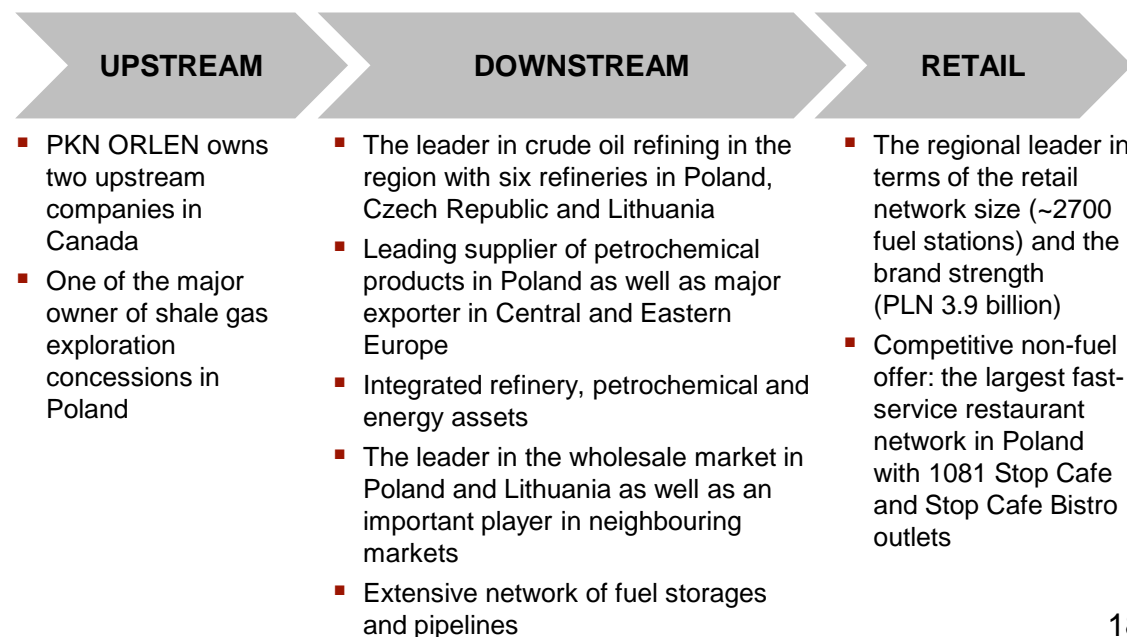 UPSTREAM
DOWNSTREAM
RETAIL
PKN ORLEN owns
two upstream
companies in
Canada
One of the major
owner of shale gas
exploration
concessions in
Poland
The leader in crude oil refining in the
region with six refineries in Poland,
Czech Republic and Lithuania
Leading supplier of petrochemical
products in Poland as well as major
exporter in Central and Eastern
Europe
Integrated refinery, petrochemical and
energy assets
The leader in the wholesale market in
Poland and Lithuania as well as an
important player in neighbouring
markets
Extensive network of fuel storages
and pipelines
The regional leader in
terms of the retail
network size (~2700
fuel stations) and the
brand strength
(PLN 3.9 billion)
Competitive non-fuel
offer: the largest fast-
service restaurant
network in Poland
with 1081 Stop Cafe
and Stop Cafe Bistro
outlets